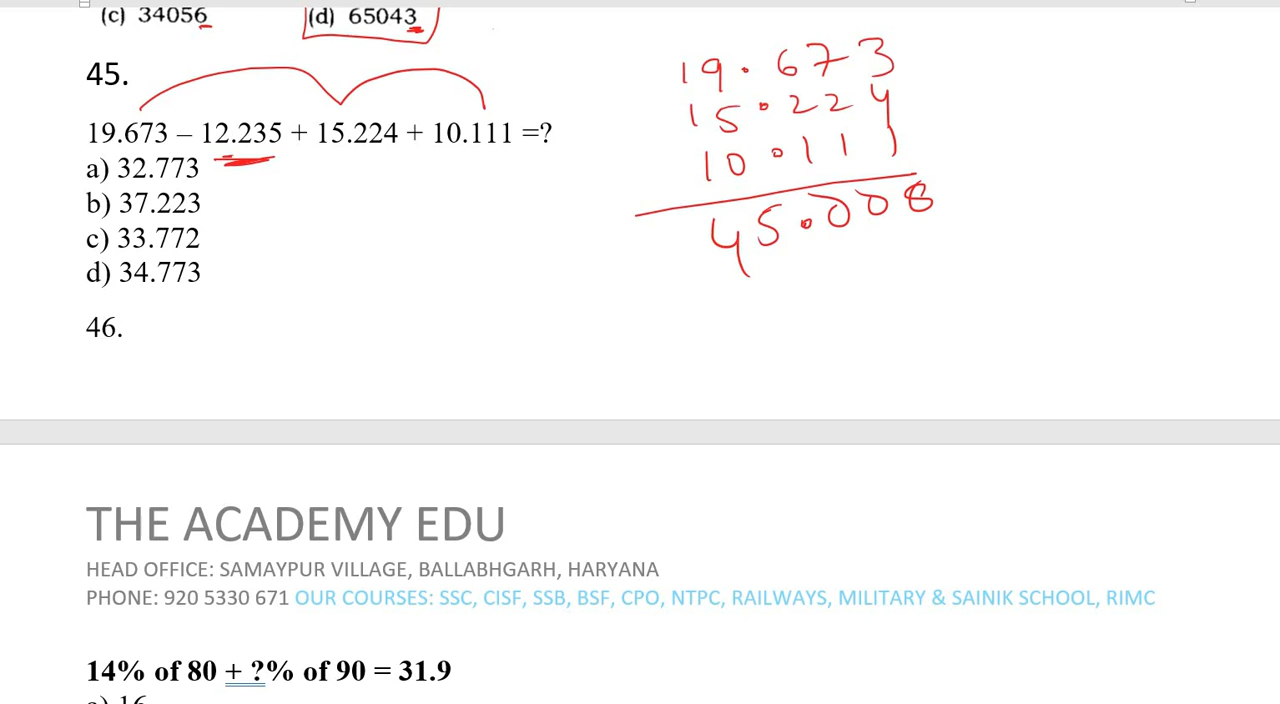 (c) 34056 (d) 65043
45.
19.673 – 12.235 + 15.224 + 10.111 =?
a) 32.773
b) 37.223
c) 33.772
d) 34.773
19.673
15.224
10.111
45.008
46.
THE ACADEMY EDU
HEAD OFFICE: SAMAYPUR VILLAGE, BALLABHGARH, HARYANA
PHONE: 920 5330 671 OUR COURSES: SSC, CISF, SSB, BSF, CPO, NTPC, RAILWAYS, MILITARY & SAINIK SCHOOL, RIMC
14% of 80 + ?% of 90 = 31.9
a) 16